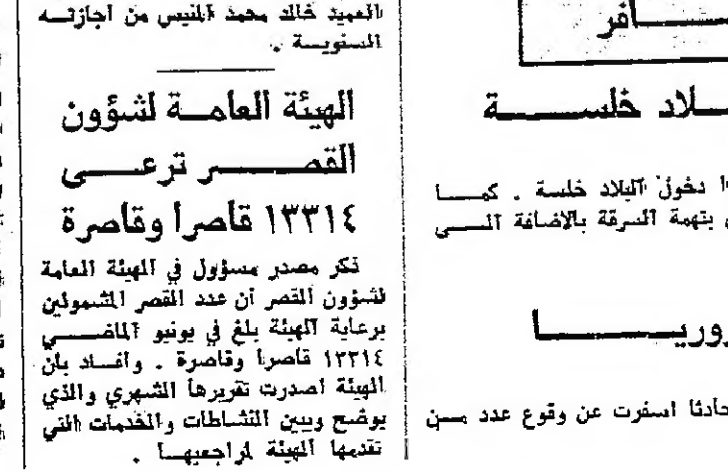 العميد خالد محمد المنيس من اجازته
السنوية .
الهيئة العامة لشؤون
القصر ترعى
١٣٣١٤ قاصرا وقاصرة
ذكر مصدر مسؤول في الهيئة العامة
لشؤون القصر أن عدد القصر المشمولين
برعاية الهيئة بلغ في يونيو الماضي
١٣٣١٤ قاصرا وقاصرة . وافاد بأن
الهيئة اصدرت تقريرها الشهري والذي
يوضح ويبين النشاطات والخدمات التي
تقدمها الهيئة لمراجعيها .
ـافر
ـلاد خلسة
دخول البلاد خلسة . كما
بتهمة السرقة بالاضافة الى
ـروريا
حادثا اسفرت عن وقوع عدد من